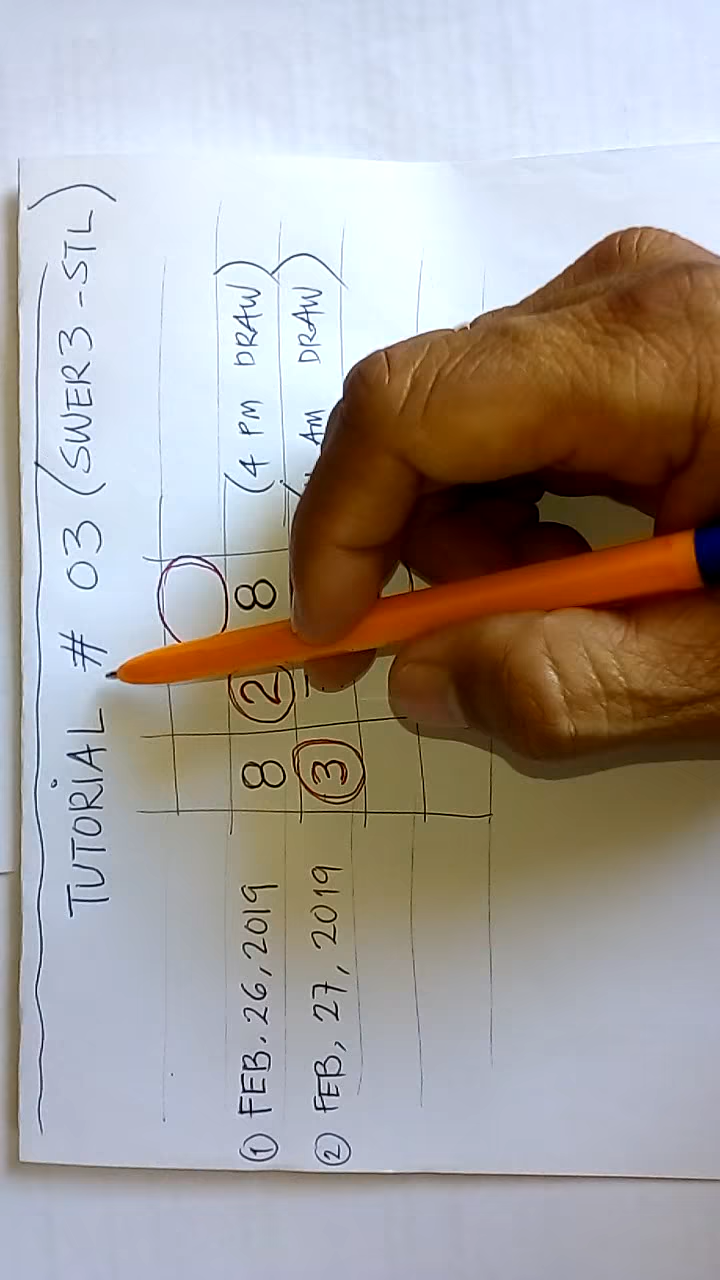 TUTORIAL # 03 (SWER3-STL)
① FEB. 26, 2019 8 2 8 (4 PM DRAW)
② FEB, 27, 2019 3 AM DRAW)